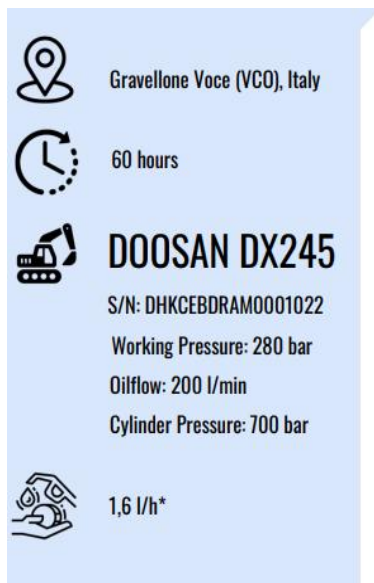 Gravellone Voce (VCO), Italy
60 hours
DOOSAN DX245
S/N: DHKCEBDRAM0001022
Working Pressure: 280 bar
Oilflow: 200 l/min
Cylinder Pressure: 700 bar
1,6 l/h*